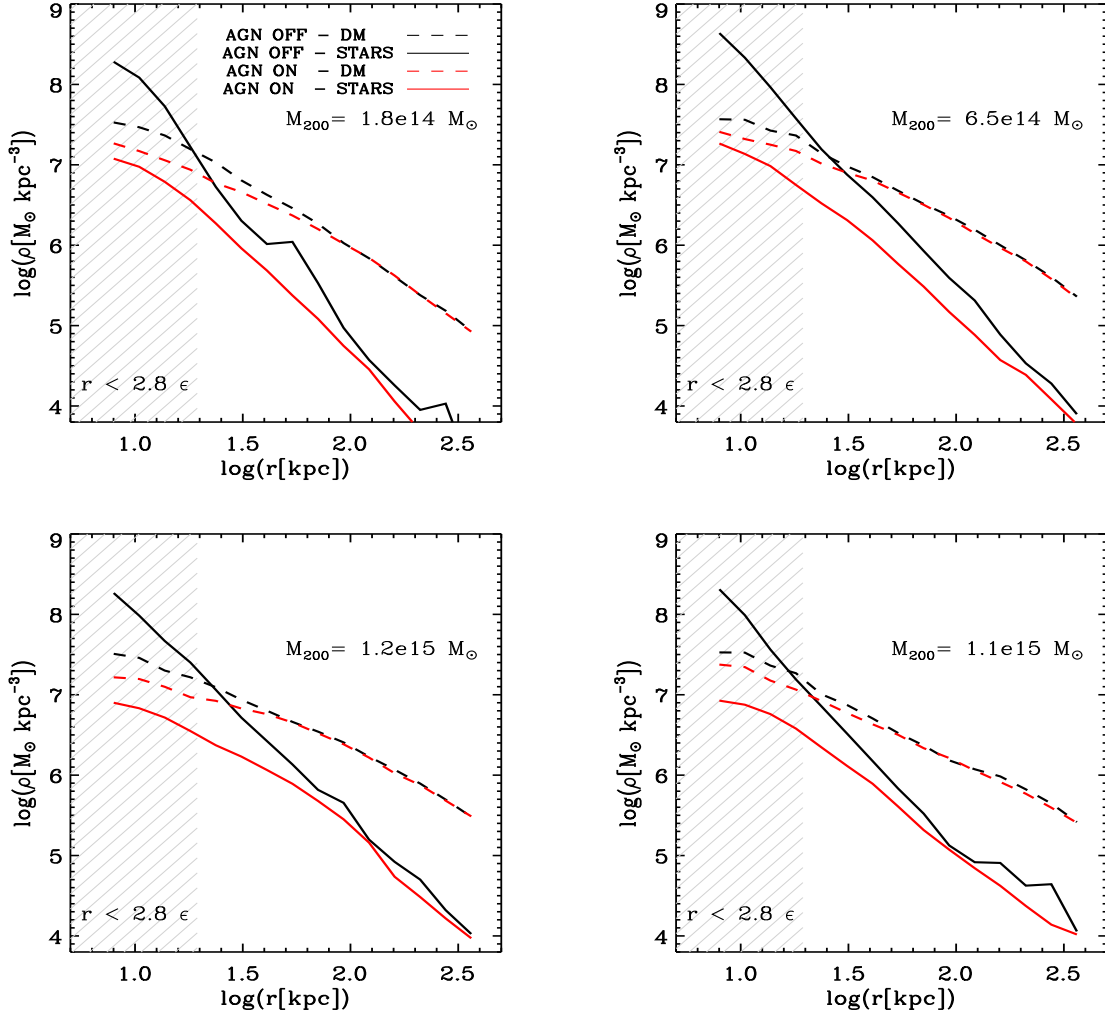 AGN OFF – DM
AGN OFF – STARS
AGN ON – DM
AGN ON – STARS
M₂₀₀= 1.8e14 M⊙
r < 2.8 ϵ
log(ρ[M⊙ kpc⁻³])
9
8
7
6
5
4
1.0 1.5 2.0 2.5
log(r[kpc])
M₂₀₀= 6.5e14 M⊙
r < 2.8 ϵ
log(ρ[M⊙ kpc⁻³])
9
8
7
6
5
4
1.0 1.5 2.0 2.5
log(r[kpc])
M₂₀₀= 1.2e15 M⊙
r < 2.8 ϵ
log(ρ[M⊙ kpc⁻³])
9
8
7
6
5
4
1.0 1.5 2.0 2.5
log(r[kpc])
M₂₀₀= 1.1e15 M⊙
r < 2.8 ϵ
log(ρ[M⊙ kpc⁻³])
9
8
7
6
5
4
1.0 1.5 2.0 2.5
log(r[kpc])